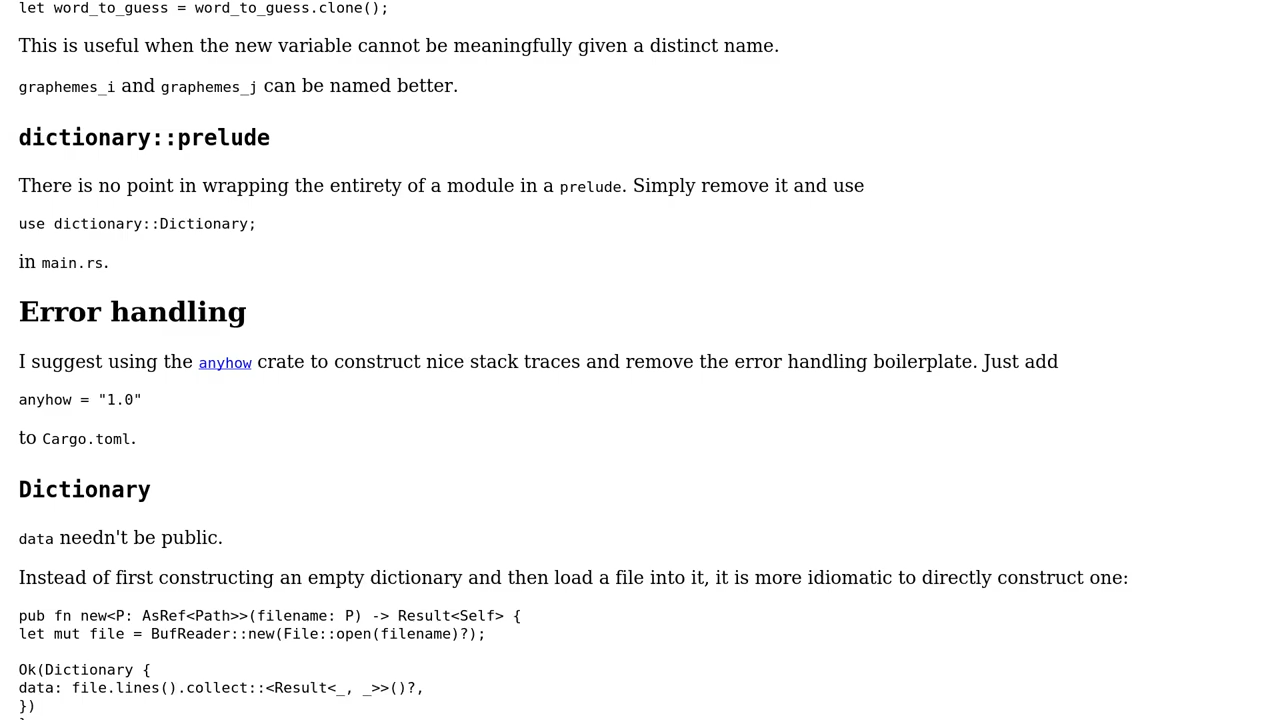 let word_to_guess = word_to_guess.clone();
This is useful when the new variable cannot be meaningfully given a distinct name.
graphemes_i and graphemes_j can be named better.
dictionary::prelude
There is no point in wrapping the entirety of a module in a prelude. Simply remove it and use
use dictionary::Dictionary;
in main.rs.
Error handling
I suggest using the anyhow crate to construct nice stack traces and remove the error handling boilerplate. Just add
anyhow = "1.0"
to Cargo.toml.
Dictionary
data needn't be public.
Instead of first constructing an empty dictionary and then load a file into it, it is more idiomatic to directly construct one:
pub fn new<P: AsRef<Path>>(filename: P) -> Result<Self> {
let mut file = BufReader::new(File::open(filename)?);
Ok(Dictionary {
data: file.lines().collect::<Result<_, _>>()?,
})